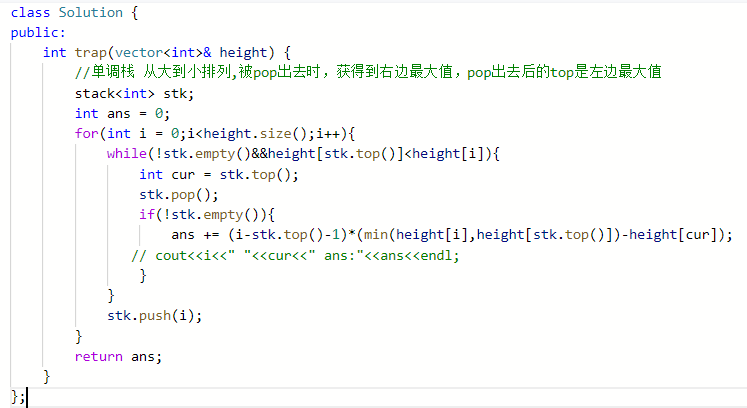 class Solution {
public:
    int trap(vector<int>& height) {
        //单调栈 从大到小排列,被pop出去时，获得到右边最大值，pop出去后的top是左边最大值
        stack<int> stk;
        int ans = 0;
        for(int i = 0;i<height.size();i++){
            while(!stk.empty()&&height[stk.top()]<height[i]){
                int cur = stk.top();
                stk.pop();
                if(!stk.empty()){
                    ans += (i-stk.top()-1)*(min(height[i],height[stk.top()])-height[cur]);
               // cout<<i<<" "<<cur<<" ans:"<<ans<<endl;
                }
            }
            stk.push(i);
        }
        return ans;
    }
};